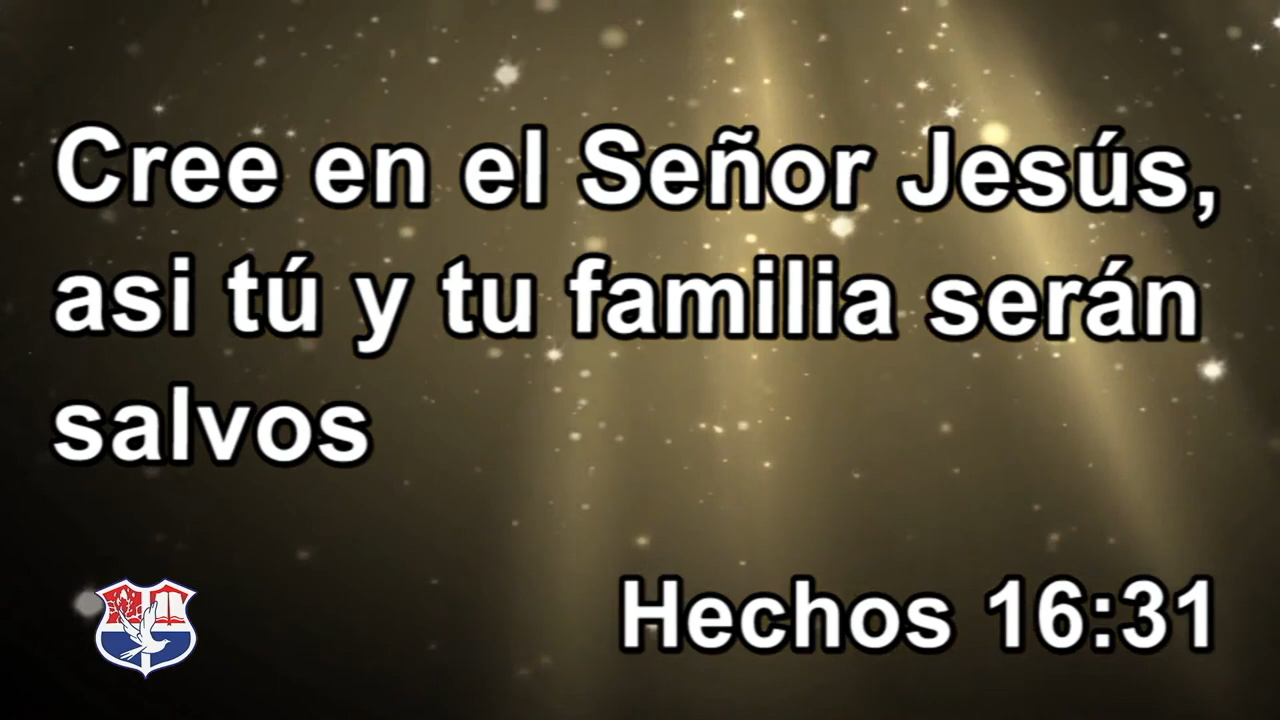 Cree en el Señor Jesús,
asi tú y tu familia serán
salvos
Hechos 16:31